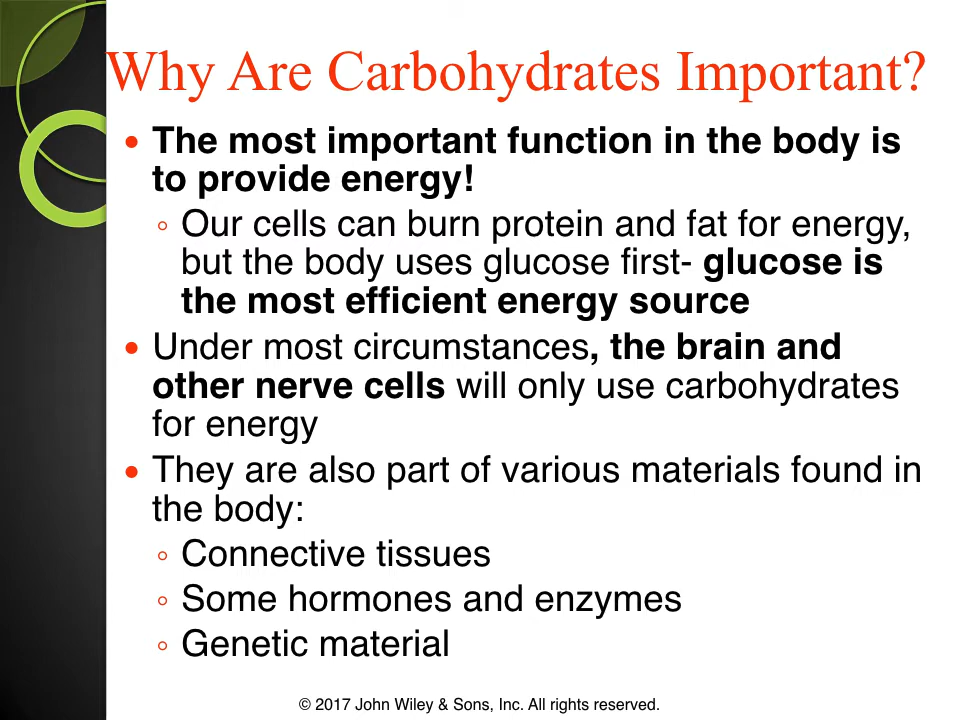 Why Are Carbohydrates Important?
• The most important function in the body is
to provide energy!
◦ Our cells can burn protein and fat for energy,
but the body uses glucose first- glucose is
the most efficient energy source
• Under most circumstances, the brain and
other nerve cells will only use carbohydrates
for energy
• They are also part of various materials found in
the body:
◦ Connective tissues
◦ Some hormones and enzymes
◦ Genetic material
© 2017 John Wiley & Sons, Inc. All rights reserved.